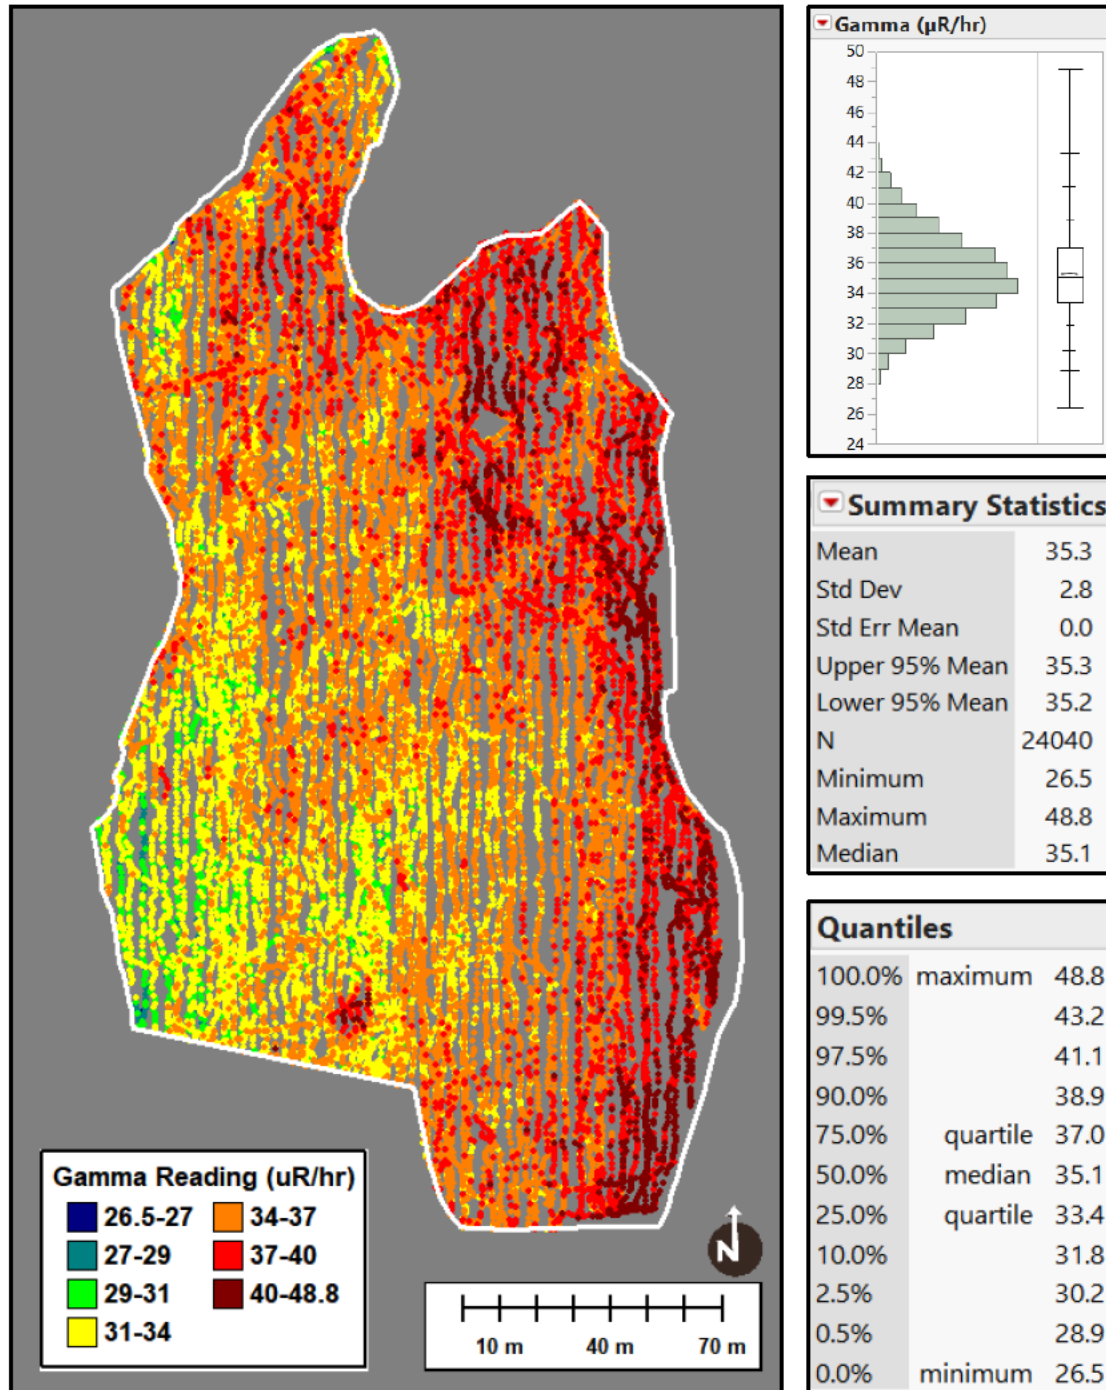 Gamma (μR/hr)
50
48
46
44
42
40
38
36
34
32
30
28
26
24
Summary Statistics
Mean 35.3
Std Dev 2.8
Std Err Mean 0.0
Upper 95% Mean 35.3
Lower 95% Mean 35.2
N 24040
Minimum 26.5
Maximum 48.8
Median 35.1
Quantiles
100.0% maximum 48.8
99.5% 43.2
97.5% 41.1
90.0% 38.9
75.0% quartile 37.0
50.0% median 35.1
25.0% quartile 33.4
10.0% 31.8
2.5% 30.2
0.5% 28.9
0.0% minimum 26.5
Gamma Reading (uR/hr)
26.5-27 34-37
27-29 37-40
29-31 40-48.8
31-34
N
10 m 40 m 70 m